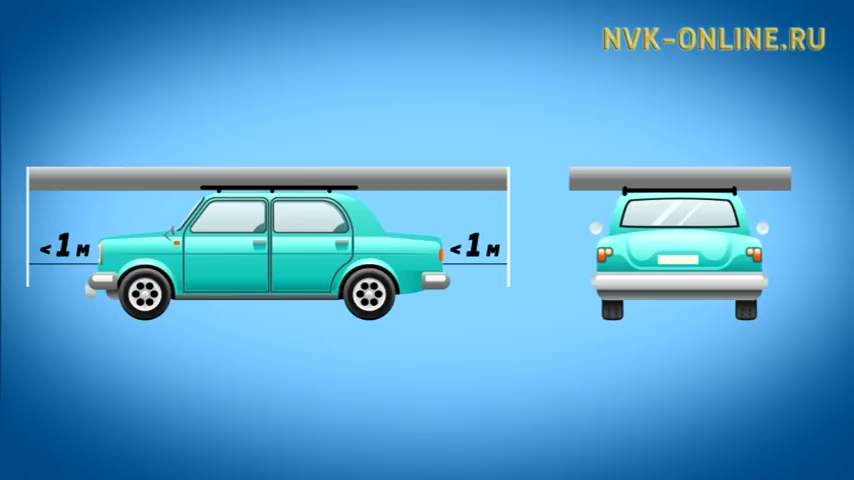 NVK-ONLINE.RU
< 1 м
< 1 м